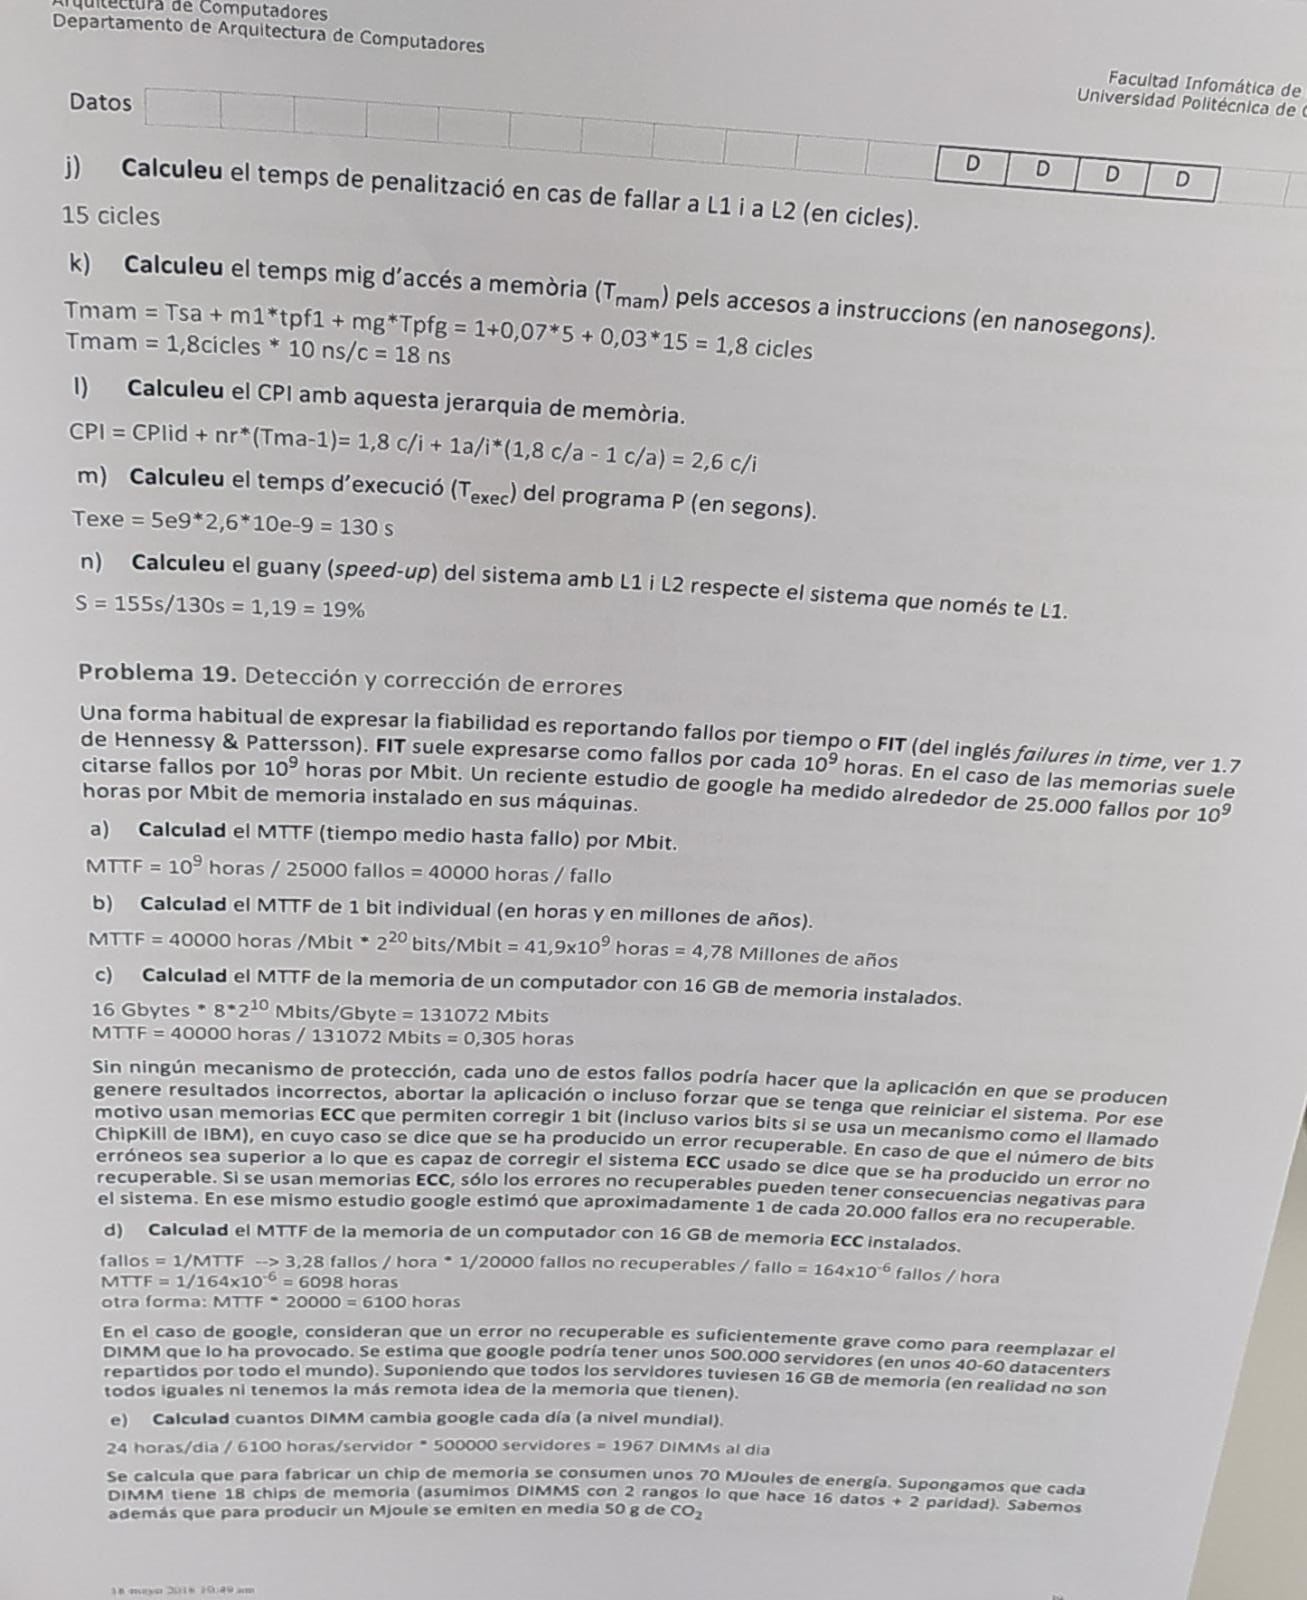 Arquitectura de Computadores
Departamento de Arquitectura de Computadores
Facultad Infomática de
Universidad Politécnica de
Datos
D D D D
j) Calculeu el temps de penalització en cas de fallar a L1 i a L2 (en cicles).
15 cicles
k) Calculeu el temps mig d'accés a memòria (Tmam) pels accesos a instruccions (en nanosegons).
Tmam = Tsa + m1*tpf1 + mg*Tpfg = 1+0,07*5 + 0,03*15 = 1,8 cicles
Tmam = 1,8cicles * 10 ns/c = 18 ns
l) Calculeu el CPI amb aquesta jerarquia de memòria.
CPI = CPIid + nr*(Tma-1)= 1,8 c/i + 1a/i*(1,8 c/a - 1 c/a) = 2,6 c/i
m) Calculeu el temps d'execució (Texec) del programa P (en segons).
Texe = 5e9*2,6*10e-9 = 130 s
n) Calculeu el guany (speed-up) del sistema amb L1 i L2 respecte el sistema que només te L1.
S = 155s/130s = 1,19 = 19%
Problema 19. Detección y corrección de errores
Una forma habitual de expresar la fiabilidad es reportando fallos por tiempo o FIT (del inglés failures in time, ver 1.7
de Hennessy & Pattersson). FIT suele expresarse como fallos por cada 10⁹ horas. En el caso de las memorias suele
citarse fallos por 10⁹ horas por Mbit. Un reciente estudio de google ha medido alrededor de 25.000 fallos por 10⁹
horas por Mbit de memoria instalado en sus máquinas.
a) Calculad el MTTF (tiempo medio hasta fallo) por Mbit.
MTTF = 10⁹ horas / 25000 fallos = 40000 horas / fallo
b) Calculad el MTTF de 1 bit individual (en horas y en millones de años).
MTTF = 40000 horas /Mbit * 2²⁰ bits/Mbit = 41,9x10⁹ horas = 4,78 Millones de años
c) Calculad el MTTF de la memoria de un computador con 16 GB de memoria instalados.
16 Gbytes * 8*2¹⁰ Mbits/Gbyte = 131072 Mbits
MTTF = 40000 horas / 131072 Mbits = 0,305 horas
Sin ningún mecanismo de protección, cada uno de estos fallos podría hacer que la aplicación en que se producen
genere resultados incorrectos, abortar la aplicación o incluso forzar que se tenga que reiniciar el sistema. Por ese
motivo usan memorias ECC que permiten corregir 1 bit (incluso varios bits si se usa un mecanismo como el llamado
ChipKill de IBM), en cuyo caso se dice que se ha producido un error recuperable. En caso de que el número de bits
erróneos sea superior a lo que es capaz de corregir el sistema ECC usado se dice que se ha producido un error no
recuperable. Si se usan memorias ECC, sólo los errores no recuperables pueden tener consecuencias negativas para
el sistema. En ese mismo estudio google estimó que aproximadamente 1 de cada 20.000 fallos era no recuperable.
d) Calculad el MTTF de la memoria de un computador con 16 GB de memoria ECC instalados.
fallos = 1/MTTF --> 3,28 fallos / hora * 1/20000 fallos no recuperables / fallo = 164x10⁻⁶ fallos / hora
MTTF = 1/164x10⁻⁶ = 6098 horas
otra forma: MTTF * 20000 = 6100 horas
En el caso de google, consideran que un error no recuperable es suficientemente grave como para reemplazar el
DIMM que lo ha provocado. Se estima que google podría tener unos 500.000 servidores (en unos 40-60 datacenters
repartidos por todo el mundo). Suponiendo que todos los servidores tuviesen 16 GB de memoria (en realidad no son
todos iguales ni tenemos la más remota idea de la memoria que tienen).
e) Calculad cuantos DIMM cambia google cada día (a nivel mundial).
24 horas/dia / 6100 horas/servidor * 500000 servidores = 1967 DIMMs al dia
Se calcula que para fabricar un chip de memoria se consumen unos 70 MJoules de energía. Supongamos que cada
DIMM tiene 18 chips de memoria (asumimos DIMMS con 2 rangos lo que hace 16 datos + 2 paridad). Sabemos
además que para producir un Mjoule se emiten en media 50 g de CO₂
18 mayo 2016 10:49 am